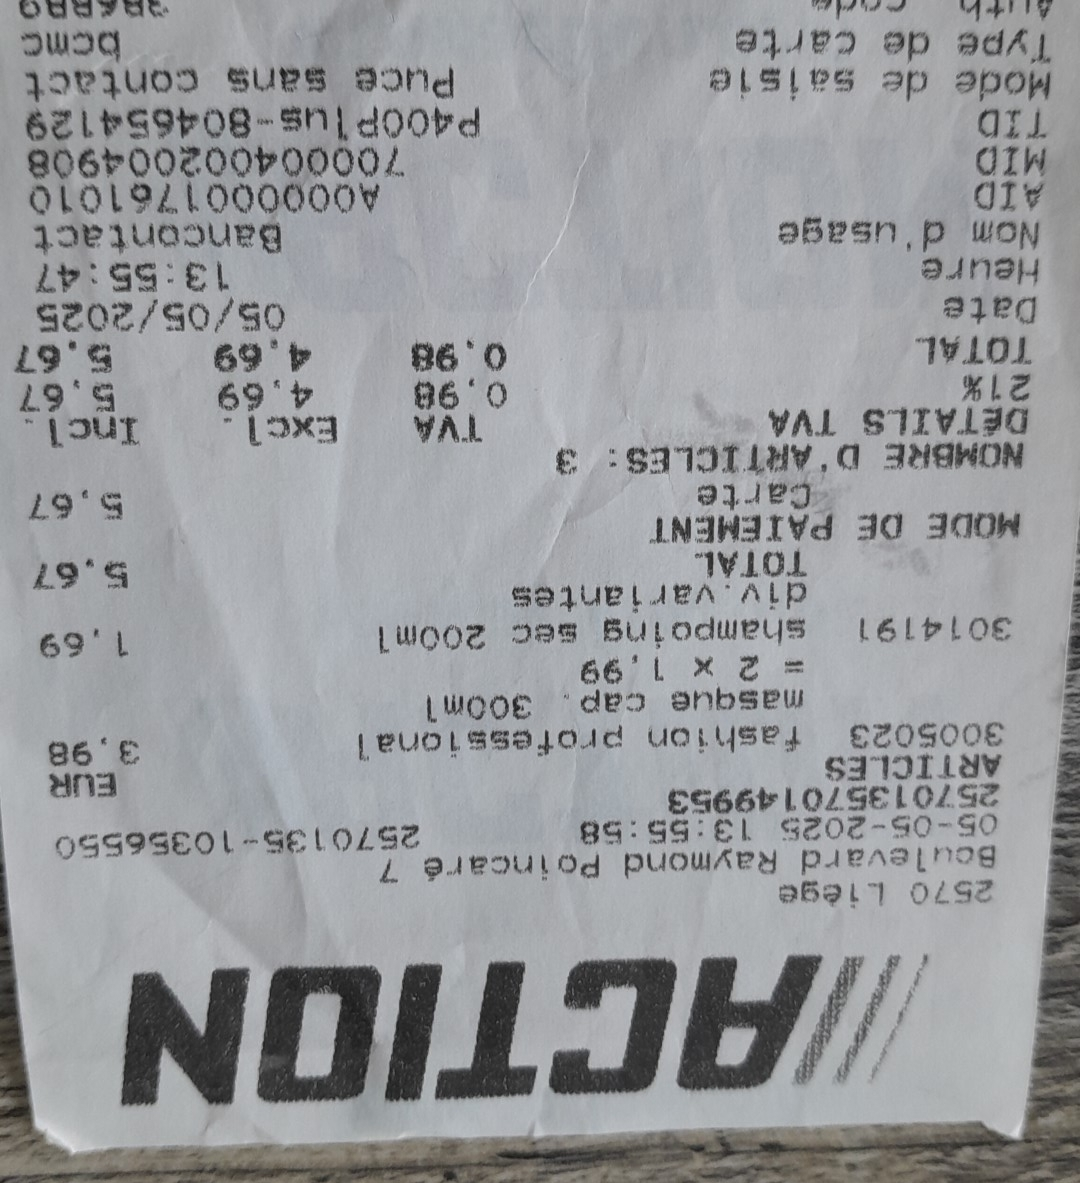 ACTION
2570 Liège
Boulevard Raymond Poincaré 7
05-05-2025 13:55:58 2570135-10356550
257013570149953
ARTICLES EUR
3005023 fashion professional 3,98
masque cap. 300ml
= 2 x 1,99
3014191 shampoing sec 200ml 1,69
div.variantes
TOTAL 5,67
MODE DE PAIEMENT
Carte 5,67
NOMBRE D'ARTICLES: 3
DÉTAILS TVA TVA Excl. Incl.
21% 0,98 4,69 5,67
TOTAL 0,98 4,69 5,67
Date 05/05/2025
Heure 13:55:47
Nom d'usage Bancontact
AID A0000001761010
MID 700004002004908
TID P400Plus-804654129
Mode de saisie Puce sans contact
Type de carte bcmc
Auth. code